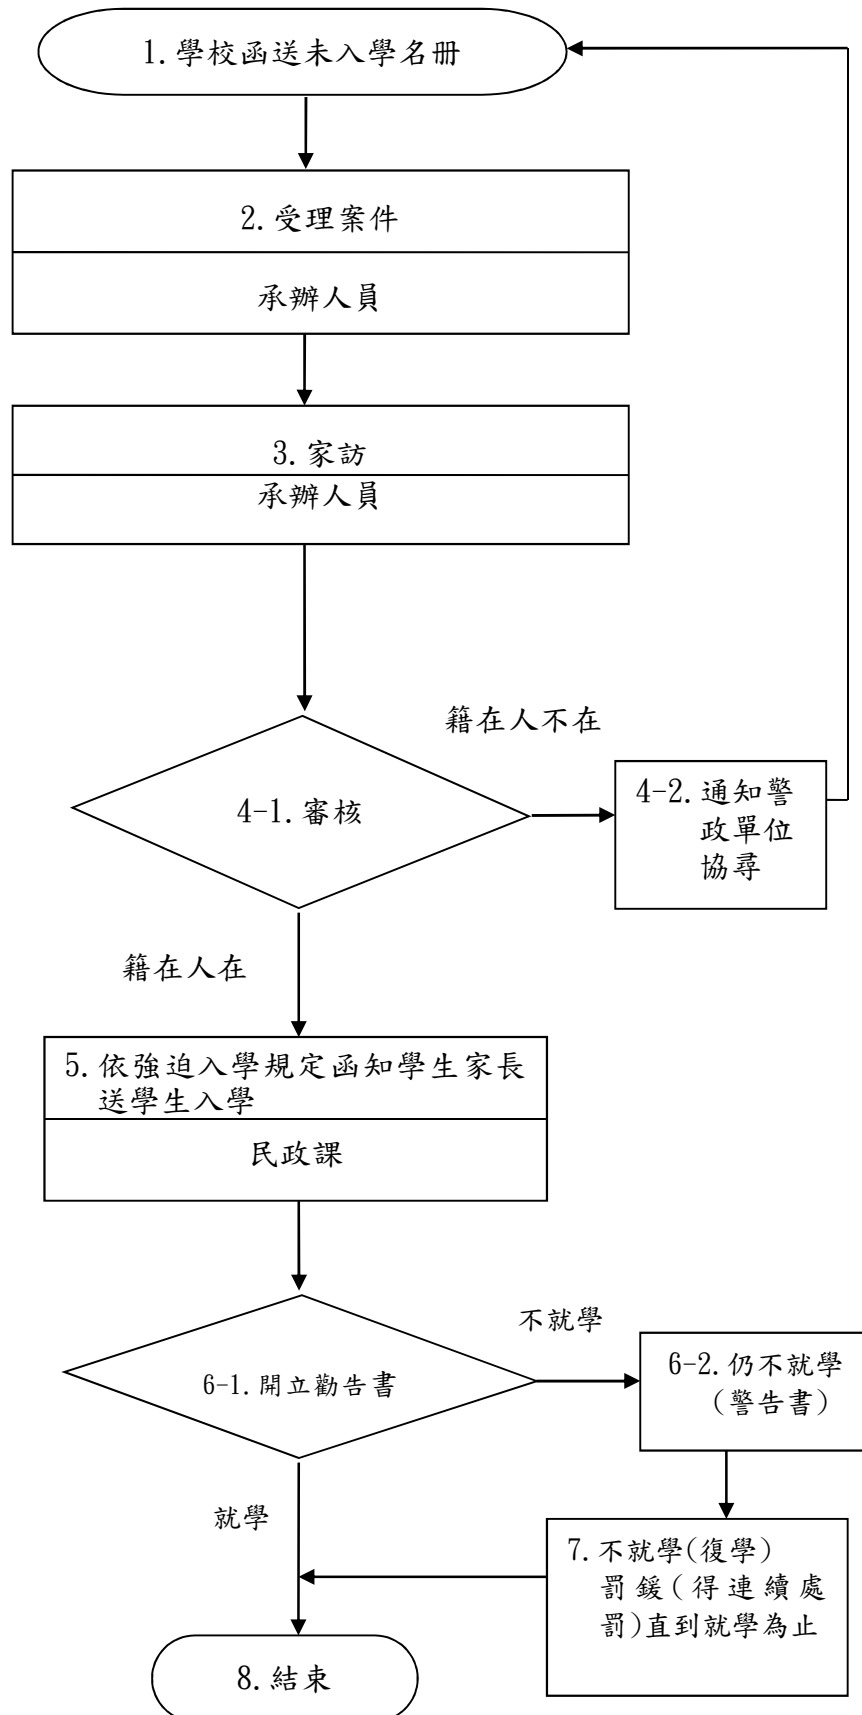 1.學校函送未入學名冊
2.受理案件
承辦人員
3.家訪
承辦人員
籍在人不在
4-1.審核
4-2.通知警
政單位
協尋
籍在人在
5.依強迫入學規定函知學生家長
送學生入學
民政課
不就學
6-1.開立勸告書
6-2.仍不就學
(警告書)
就學
7.不就學(復學)
罰鍰(得連續處
罰)直到就學為止
8.結束